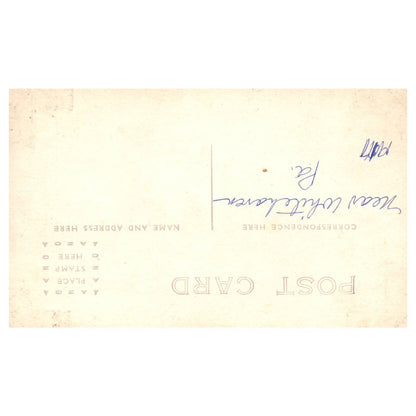 POST CARD
CORRESPONDENCE HERE
NAME AND ADDRESS HERE
PLACE
STAMP
HERE
Near Whitehaven
Pa.